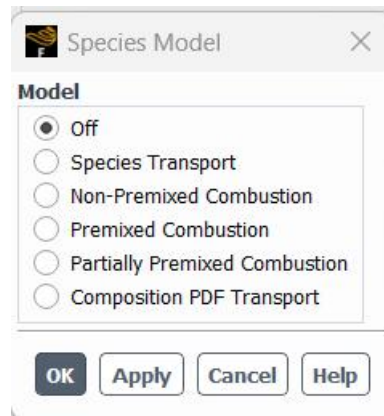 F
Species Model
Model
Off
Species Transport
Non-Premixed Combustion
Premixed Combustion
Partially Premixed Combustion
Composition PDF Transport
OK Apply Cancel Help